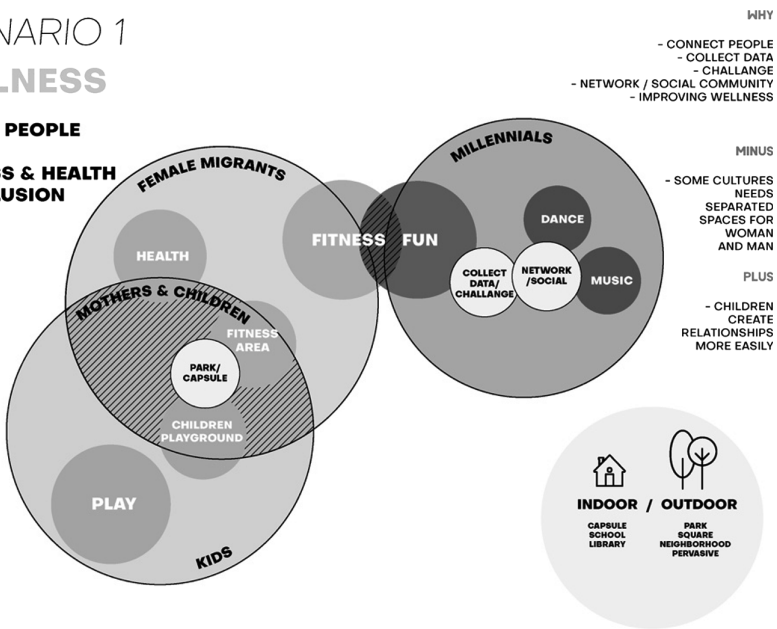 NARIO 1
LNESS
PEOPLE
SS & HEALTH
LUSION
WHY
- CONNECT PEOPLE
- COLLECT DATA
- CHALLANGE
- NETWORK / SOCIAL COMMUNITY
- IMPROVING WELLNESS
MINUS
- SOME CULTURES
NEEDS
SEPARATED
SPACES FOR
WOMAN
AND MAN
PLUS
- CHILDREN
CREATE
RELATIONSHIPS
MORE EASILY
FEMALE MIGRANTS
HEALTH
FITNESS
FUN
MILLENNIALS
DANCE
COLLECT
DATA/
CHALLANGE
NETWORK
/SOCIAL
MUSIC
MOTHERS & CHILDREN
FITNESS
AREA
PARK/
CAPSULE
CHILDREN
PLAYGROUND
PLAY
KIDS
INDOOR / OUTDOOR
CAPSULE
SCHOOL
LIBRARY
PARK
SQUARE
NEIGHBORHOOD
PERVASIVE